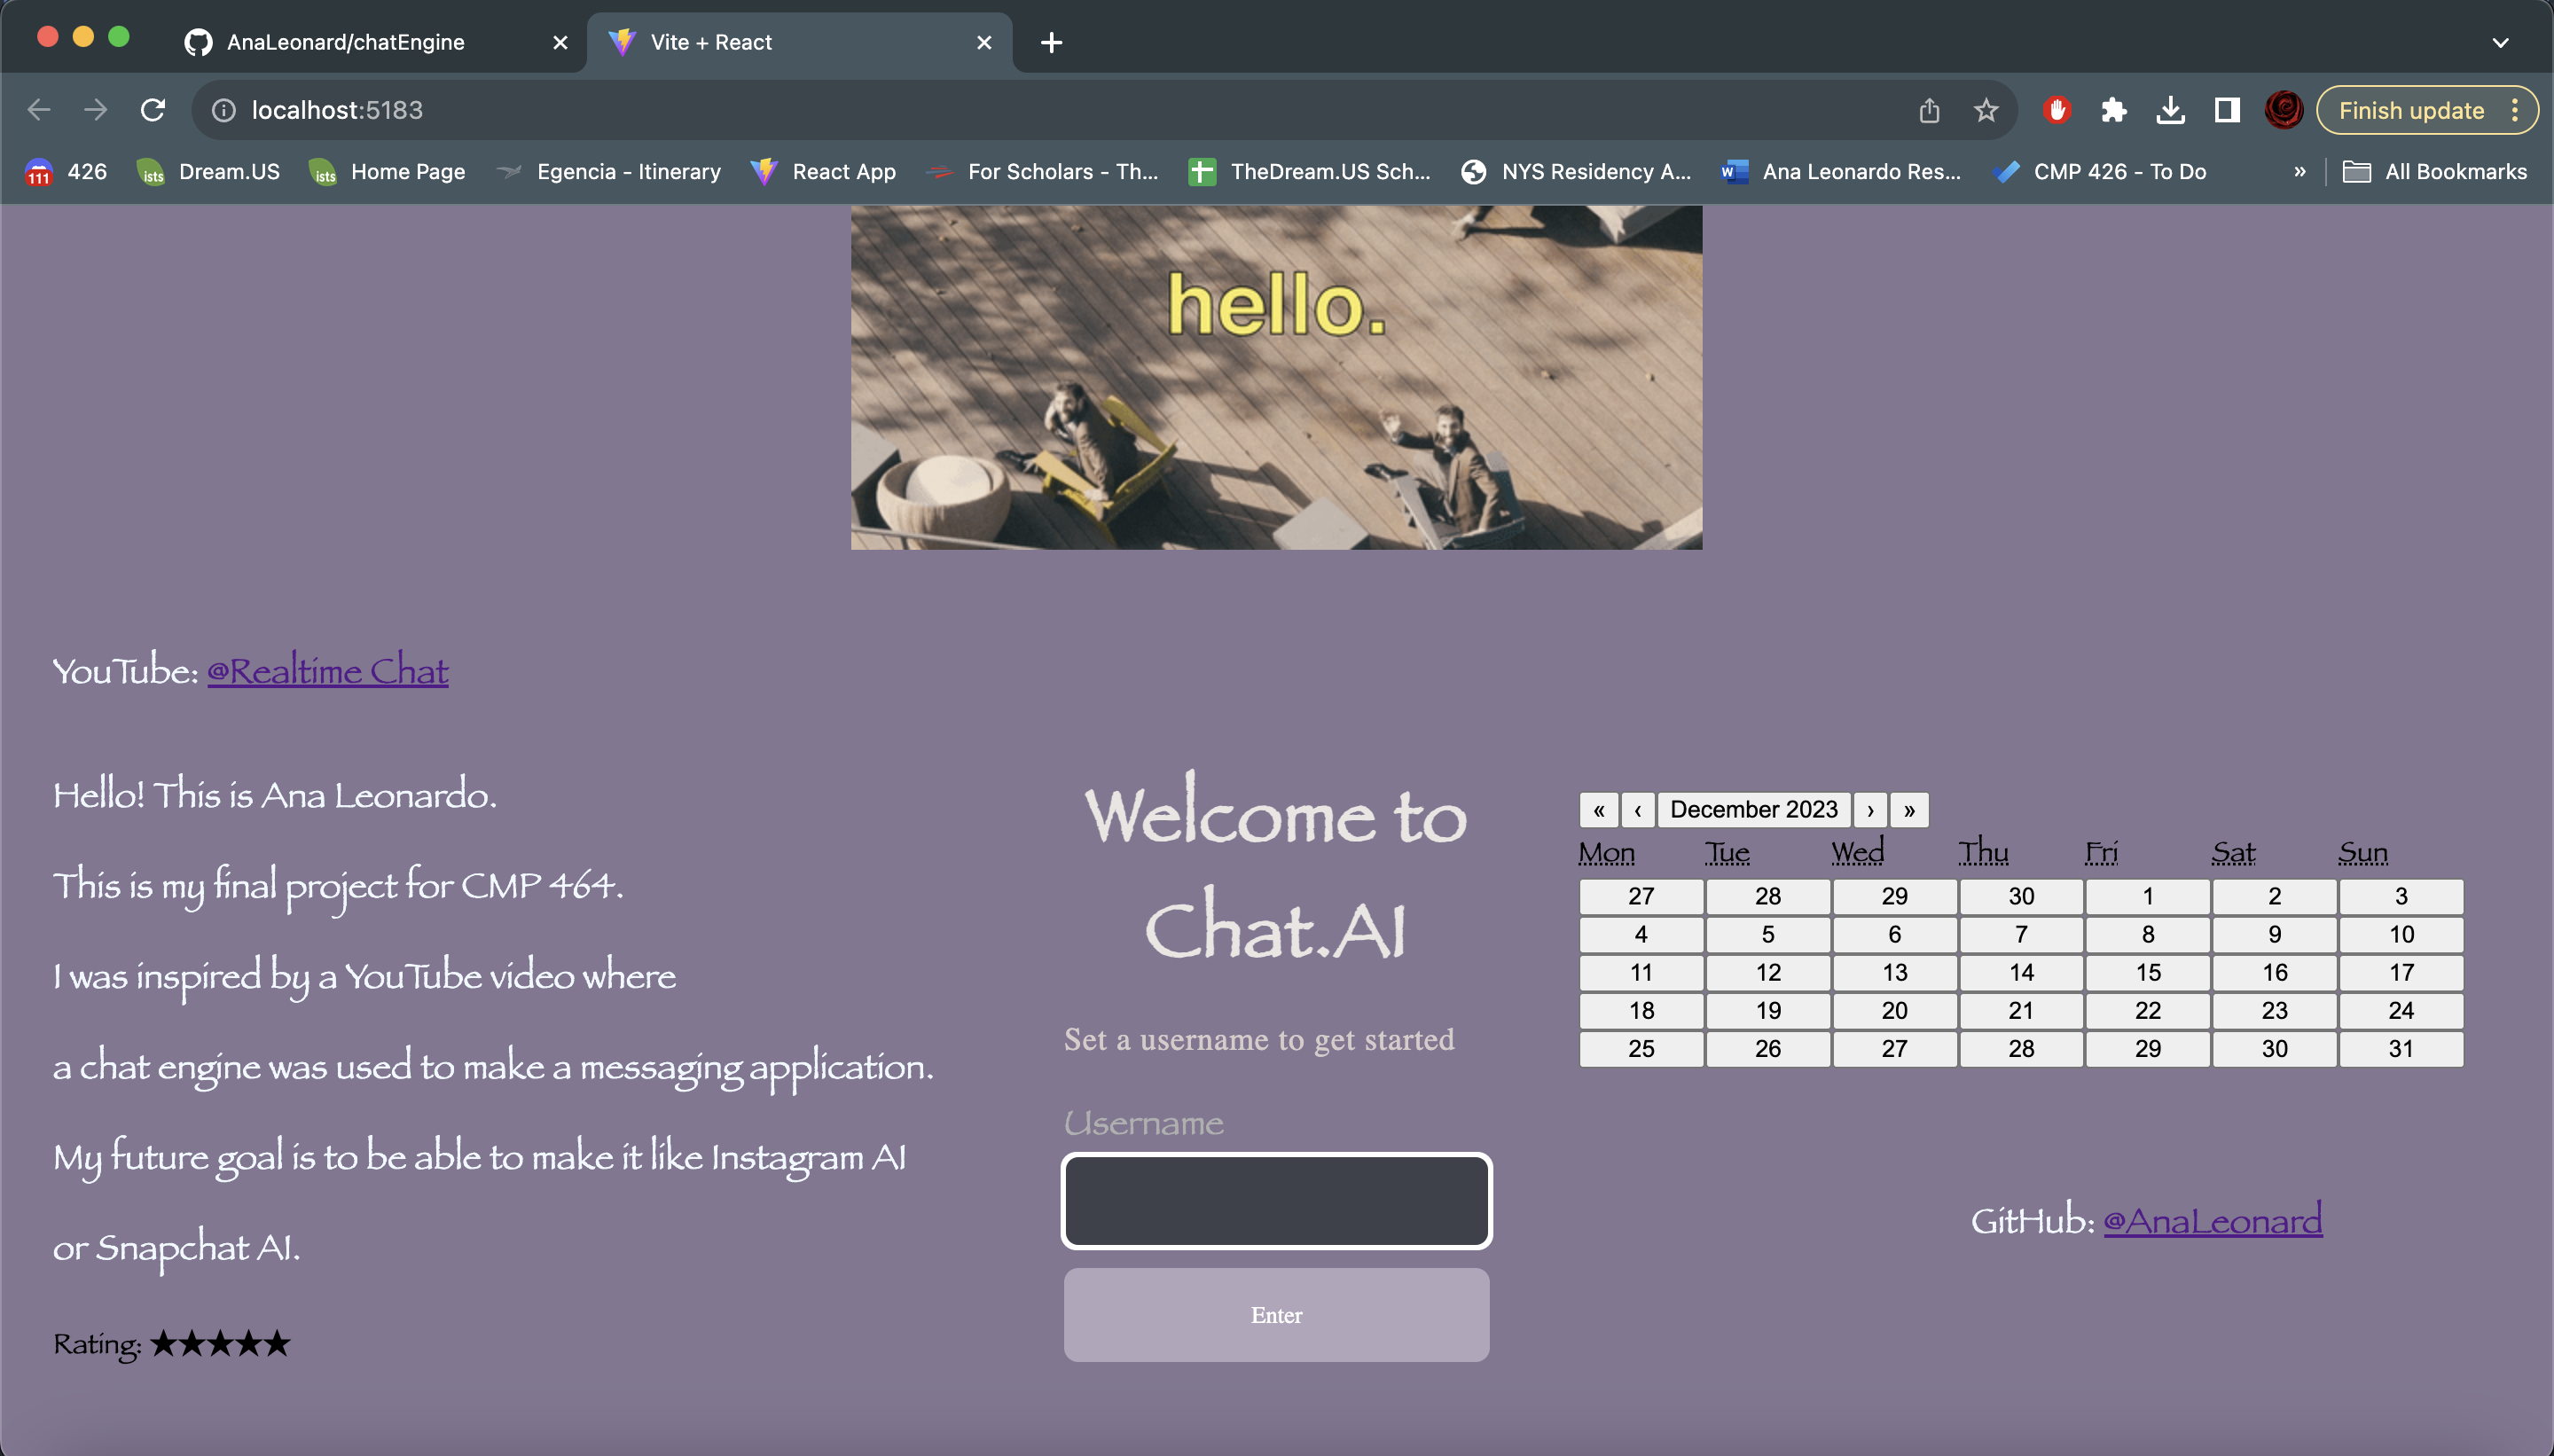 AnaLeonard/chatEngine
Vite + React
localhost:5183
Finish update
111
426
ists
Dream.US
ists
Home Page
Egencia - Itinerary
React App
For Scholars - Th...
TheDream.US Sch...
NYS Residency A...
W
Ana Leonardo Res...
CMP 426 - To Do
»
All Bookmarks
hello.
YouTube: @Realtime Chat
Hello! This is Ana Leonardo.
This is my final project for CMP 464.
I was inspired by a YouTube video where
a chat engine was used to make a messaging application.
My future goal is to be able to make it like Instagram AI
or Snapchat AI.
Rating: ★★★★★
Welcome to
Chat.AI
Set a username to get started
Username
Enter
« ‹ December 2023 › »
Mon Tue Wed Thu Fri Sat Sun
27 28 29 30 1 2 3
4 5 6 7 8 9 10
11 12 13 14 15 16 17
18 19 20 21 22 23 24
25 26 27 28 29 30 31
GitHub: @AnaLeonard